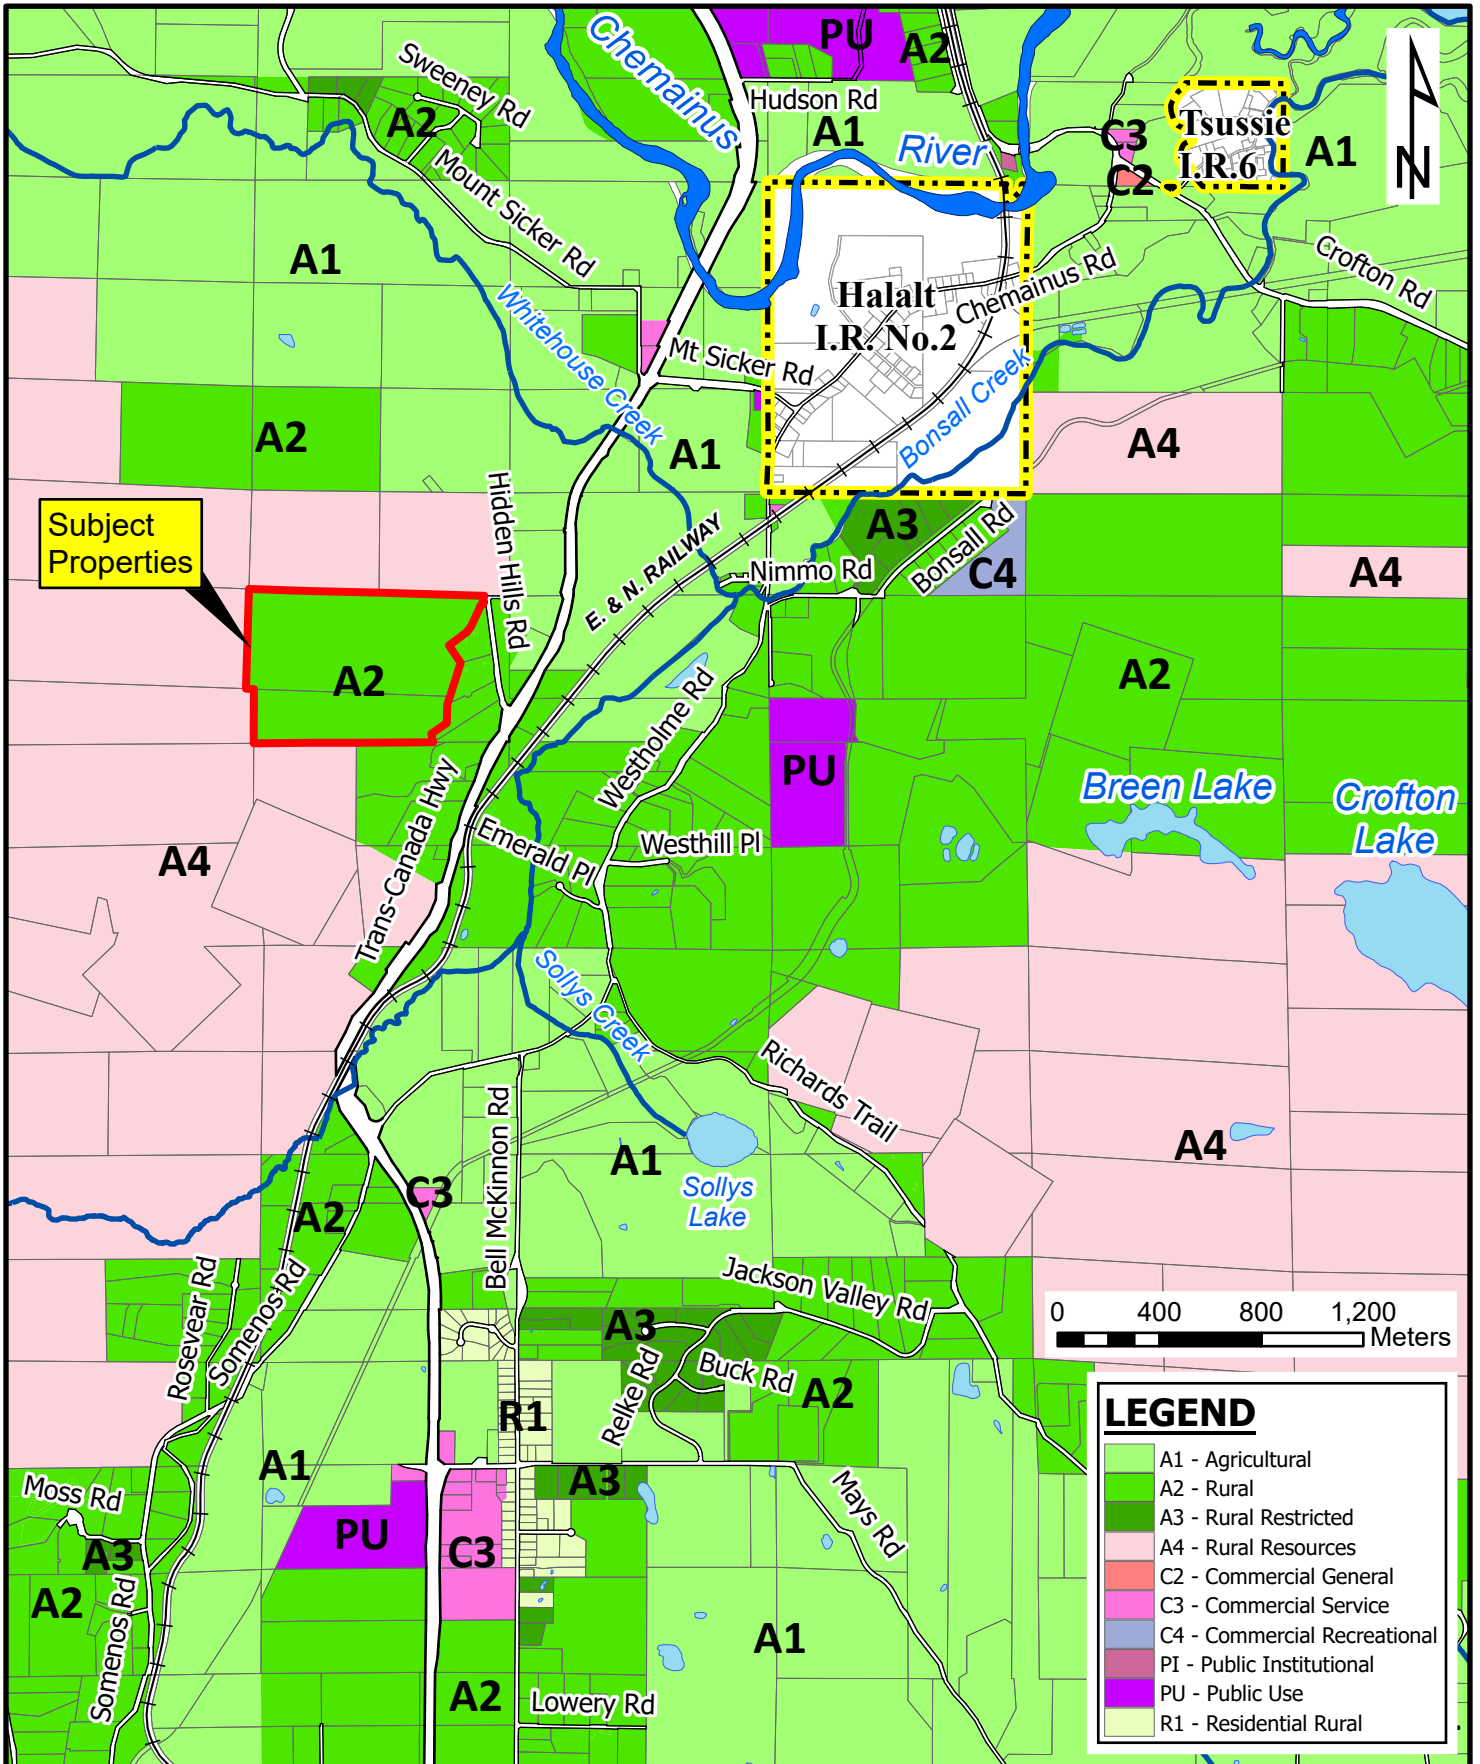 PU
A2
Chemainus
Sweeney Rd
Hudson Rd
A2
A1
River
C3
Tsussie
I.R.6
A1
C2
N
Mount Sicker Rd
A1
Crofton Rd
Whitehouse Creek
Halalt
I.R. No.2
Chemainus Rd
Mt Sicker Rd
Bonsall Creek
A2
A1
A4
Subject
Properties
Hidden Hills Rd
E. & N. RAILWAY
A3
Bonsall Rd
Nimmo Rd
C4
A4
A2
A2
Westholme Rd
PU
Breen Lake
Crofton
Lake
Trans-Canada Hwy
Emerald Pl
Westhill Pl
A4
Sollys Creek
Richards Trail
Bell McKinnon Rd
A1
A4
Sollys
Lake
C3
A2
Rosevear Rd
Somenos Rd
Jackson Valley Rd
0 400 800 1,200
Meters
A3
Relke Rd
Buck Rd
A2
R1
A1
Moss Rd
A3
Mays Rd
PU
C3
A3
A2
Somenos Rd
A1
A2
Lowery Rd
LEGEND
A1 - Agricultural
A2 - Rural
A3 - Rural Restricted
A4 - Rural Resources
C2 - Commercial General
C3 - Commercial Service
C4 - Commercial Recreational
PI - Public Institutional
PU - Public Use
R1 - Residential Rural